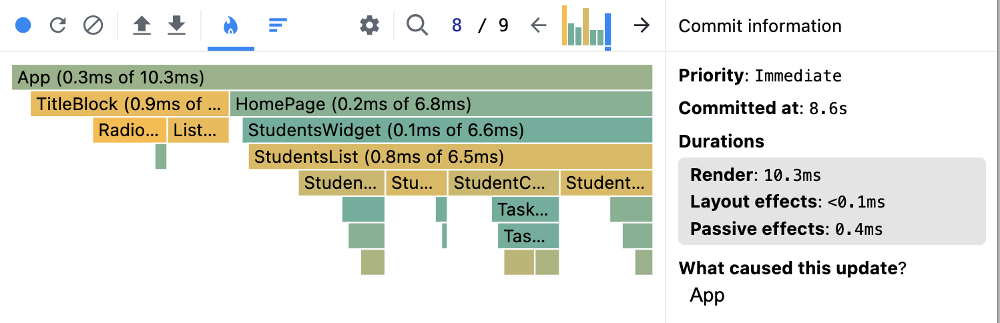 8 / 9
Commit information
App (0.3ms of 10.3ms)
TitleBlock (0.9ms of ...
HomePage (0.2ms of 6.8ms)
Radio...
List...
StudentsWidget (0.1ms of 6.6ms)
StudentsList (0.8ms of 6.5ms)
Studen...
Stu...
StudentC...
Student...
Task...
Tas...
Priority: Immediate
Committed at: 8.6s
Durations
Render: 10.3ms
Layout effects: <0.1ms
Passive effects: 0.4ms
What caused this update?
App